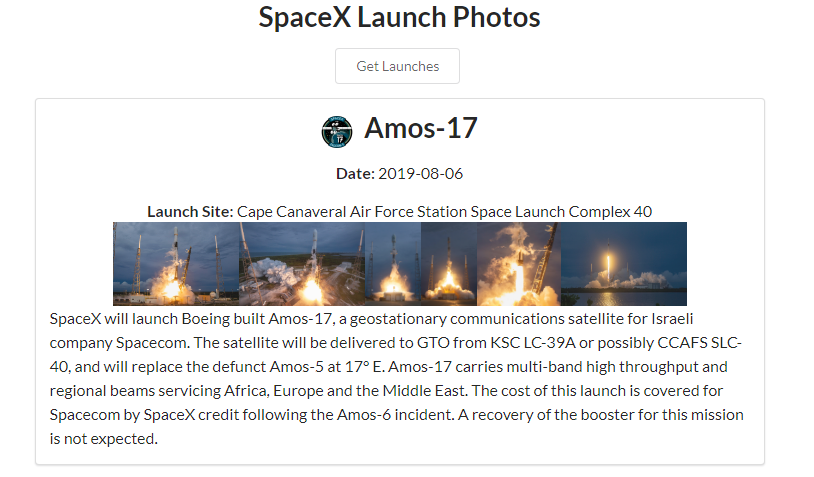 SpaceX Launch Photos
Get Launches
Amos-17
Date: 2019-08-06
Launch Site: Cape Canaveral Air Force Station Space Launch Complex 40
SpaceX will launch Boeing built Amos-17, a geostationary communications satellite for Israeli
company Spacecom. The satellite will be delivered to GTO from KSC LC-39A or possibly CCAFS SLC-
40, and will replace the defunct Amos-5 at 17° E. Amos-17 carries multi-band high throughput and
regional beams servicing Africa, Europe and the Middle East. The cost of this launch is covered for
Spacecom by SpaceX credit following the Amos-6 incident. A recovery of the booster for this mission
is not expected.